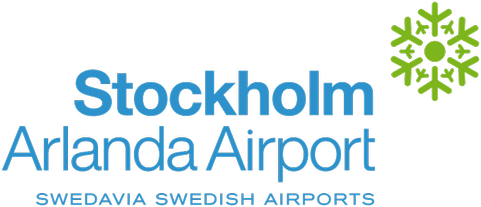 Stockholm
Arlanda Airport
SWEDAVIA SWEDISH AIRPORTS